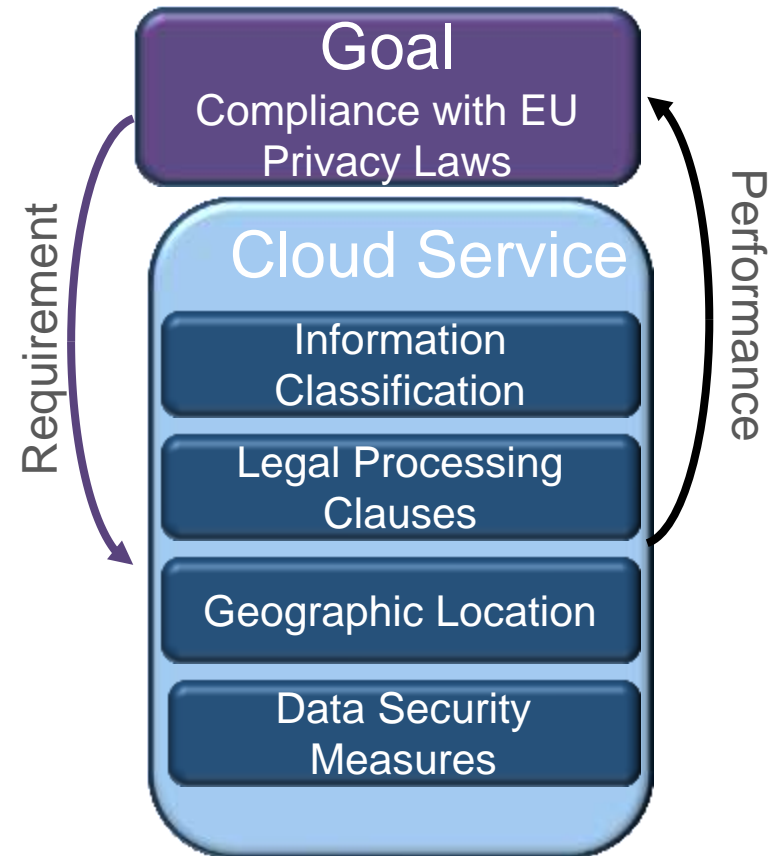 Goal
Compliance with EU
Privacy Laws
Requirement
Performance
Cloud Service
Information
Classification
Legal Processing
Clauses
Geographic Location
Data Security
Measures